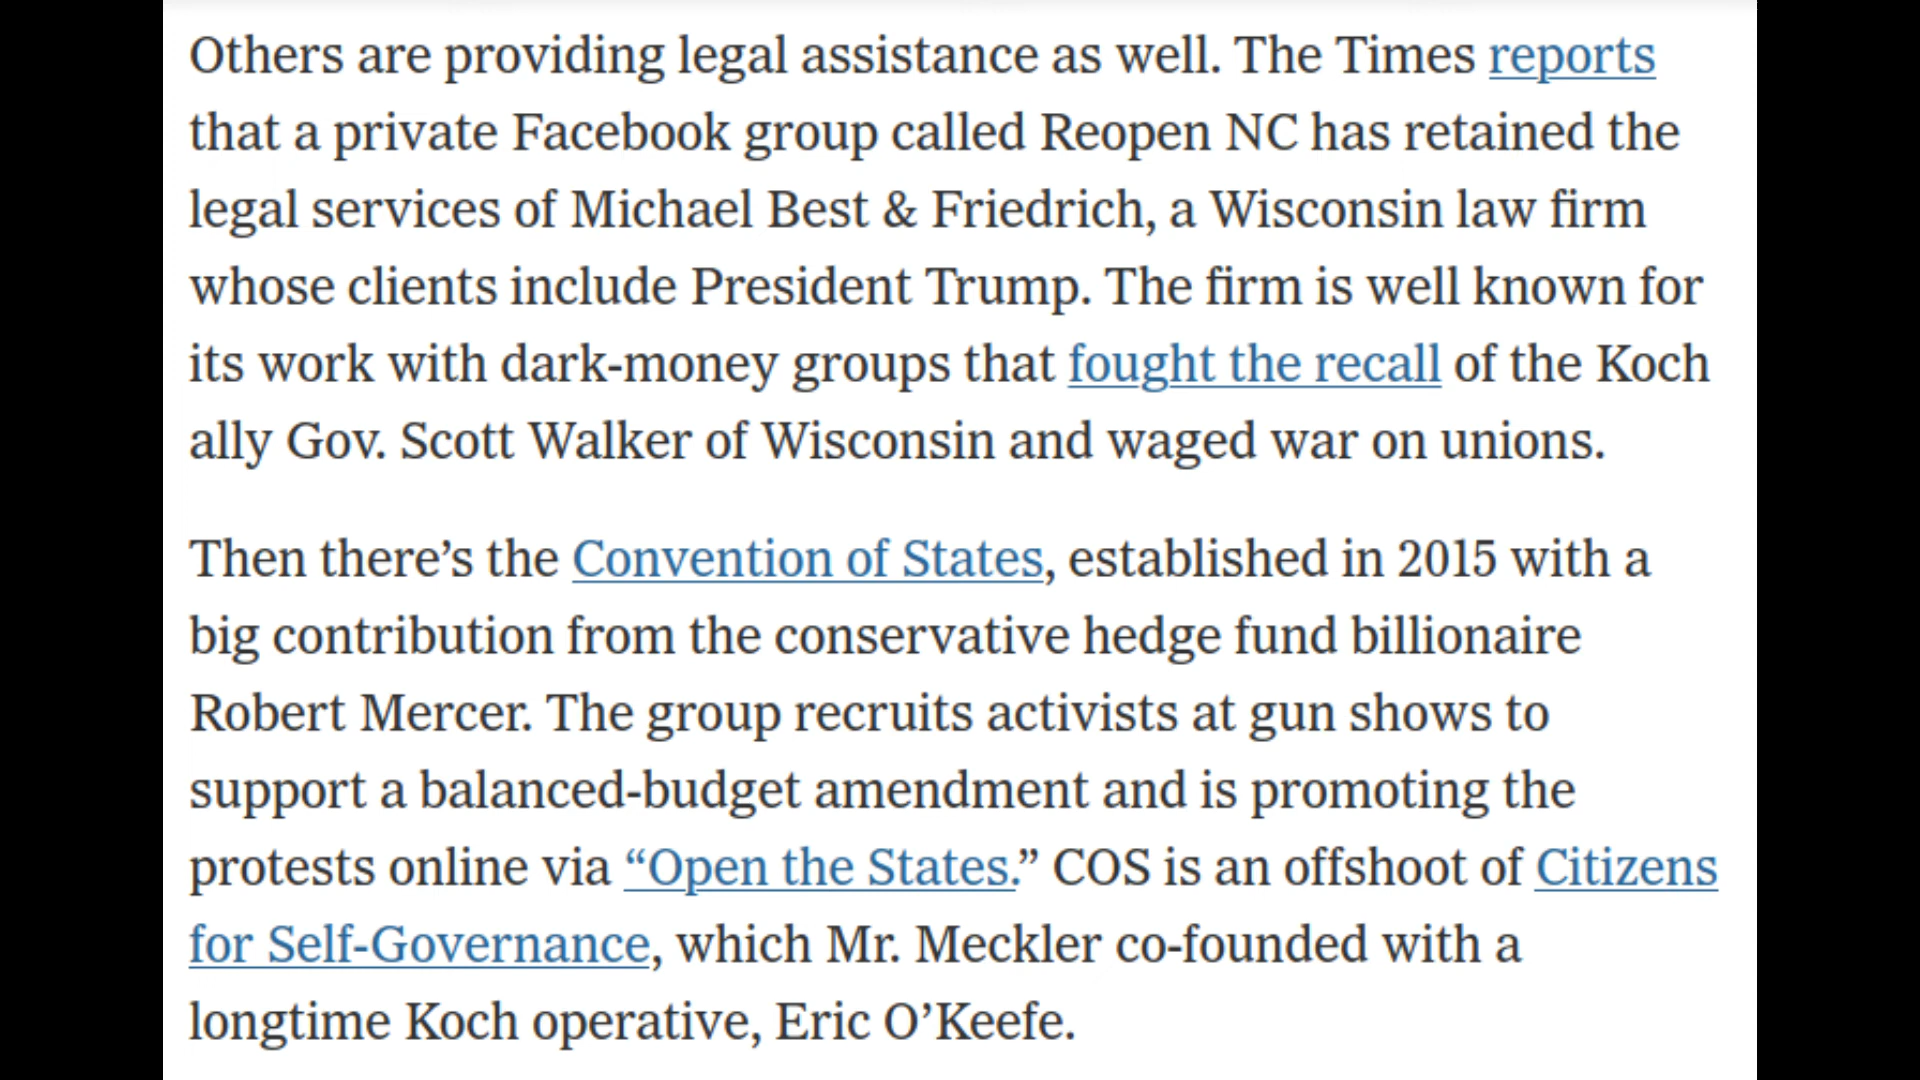 Others are providing legal assistance as well. The Times reports
that a private Facebook group called Reopen NC has retained the
legal services of Michael Best & Friedrich, a Wisconsin law firm
whose clients include President Trump. The firm is well known for
its work with dark-money groups that fought the recall of the Koch
ally Gov. Scott Walker of Wisconsin and waged war on unions.
Then there’s the Convention of States, established in 2015 with a
big contribution from the conservative hedge fund billionaire
Robert Mercer. The group recruits activists at gun shows to
support a balanced-budget amendment and is promoting the
protests online via “Open the States.” COS is an offshoot of Citizens
for Self-Governance, which Mr. Meckler co-founded with a
longtime Koch operative, Eric O’Keefe.